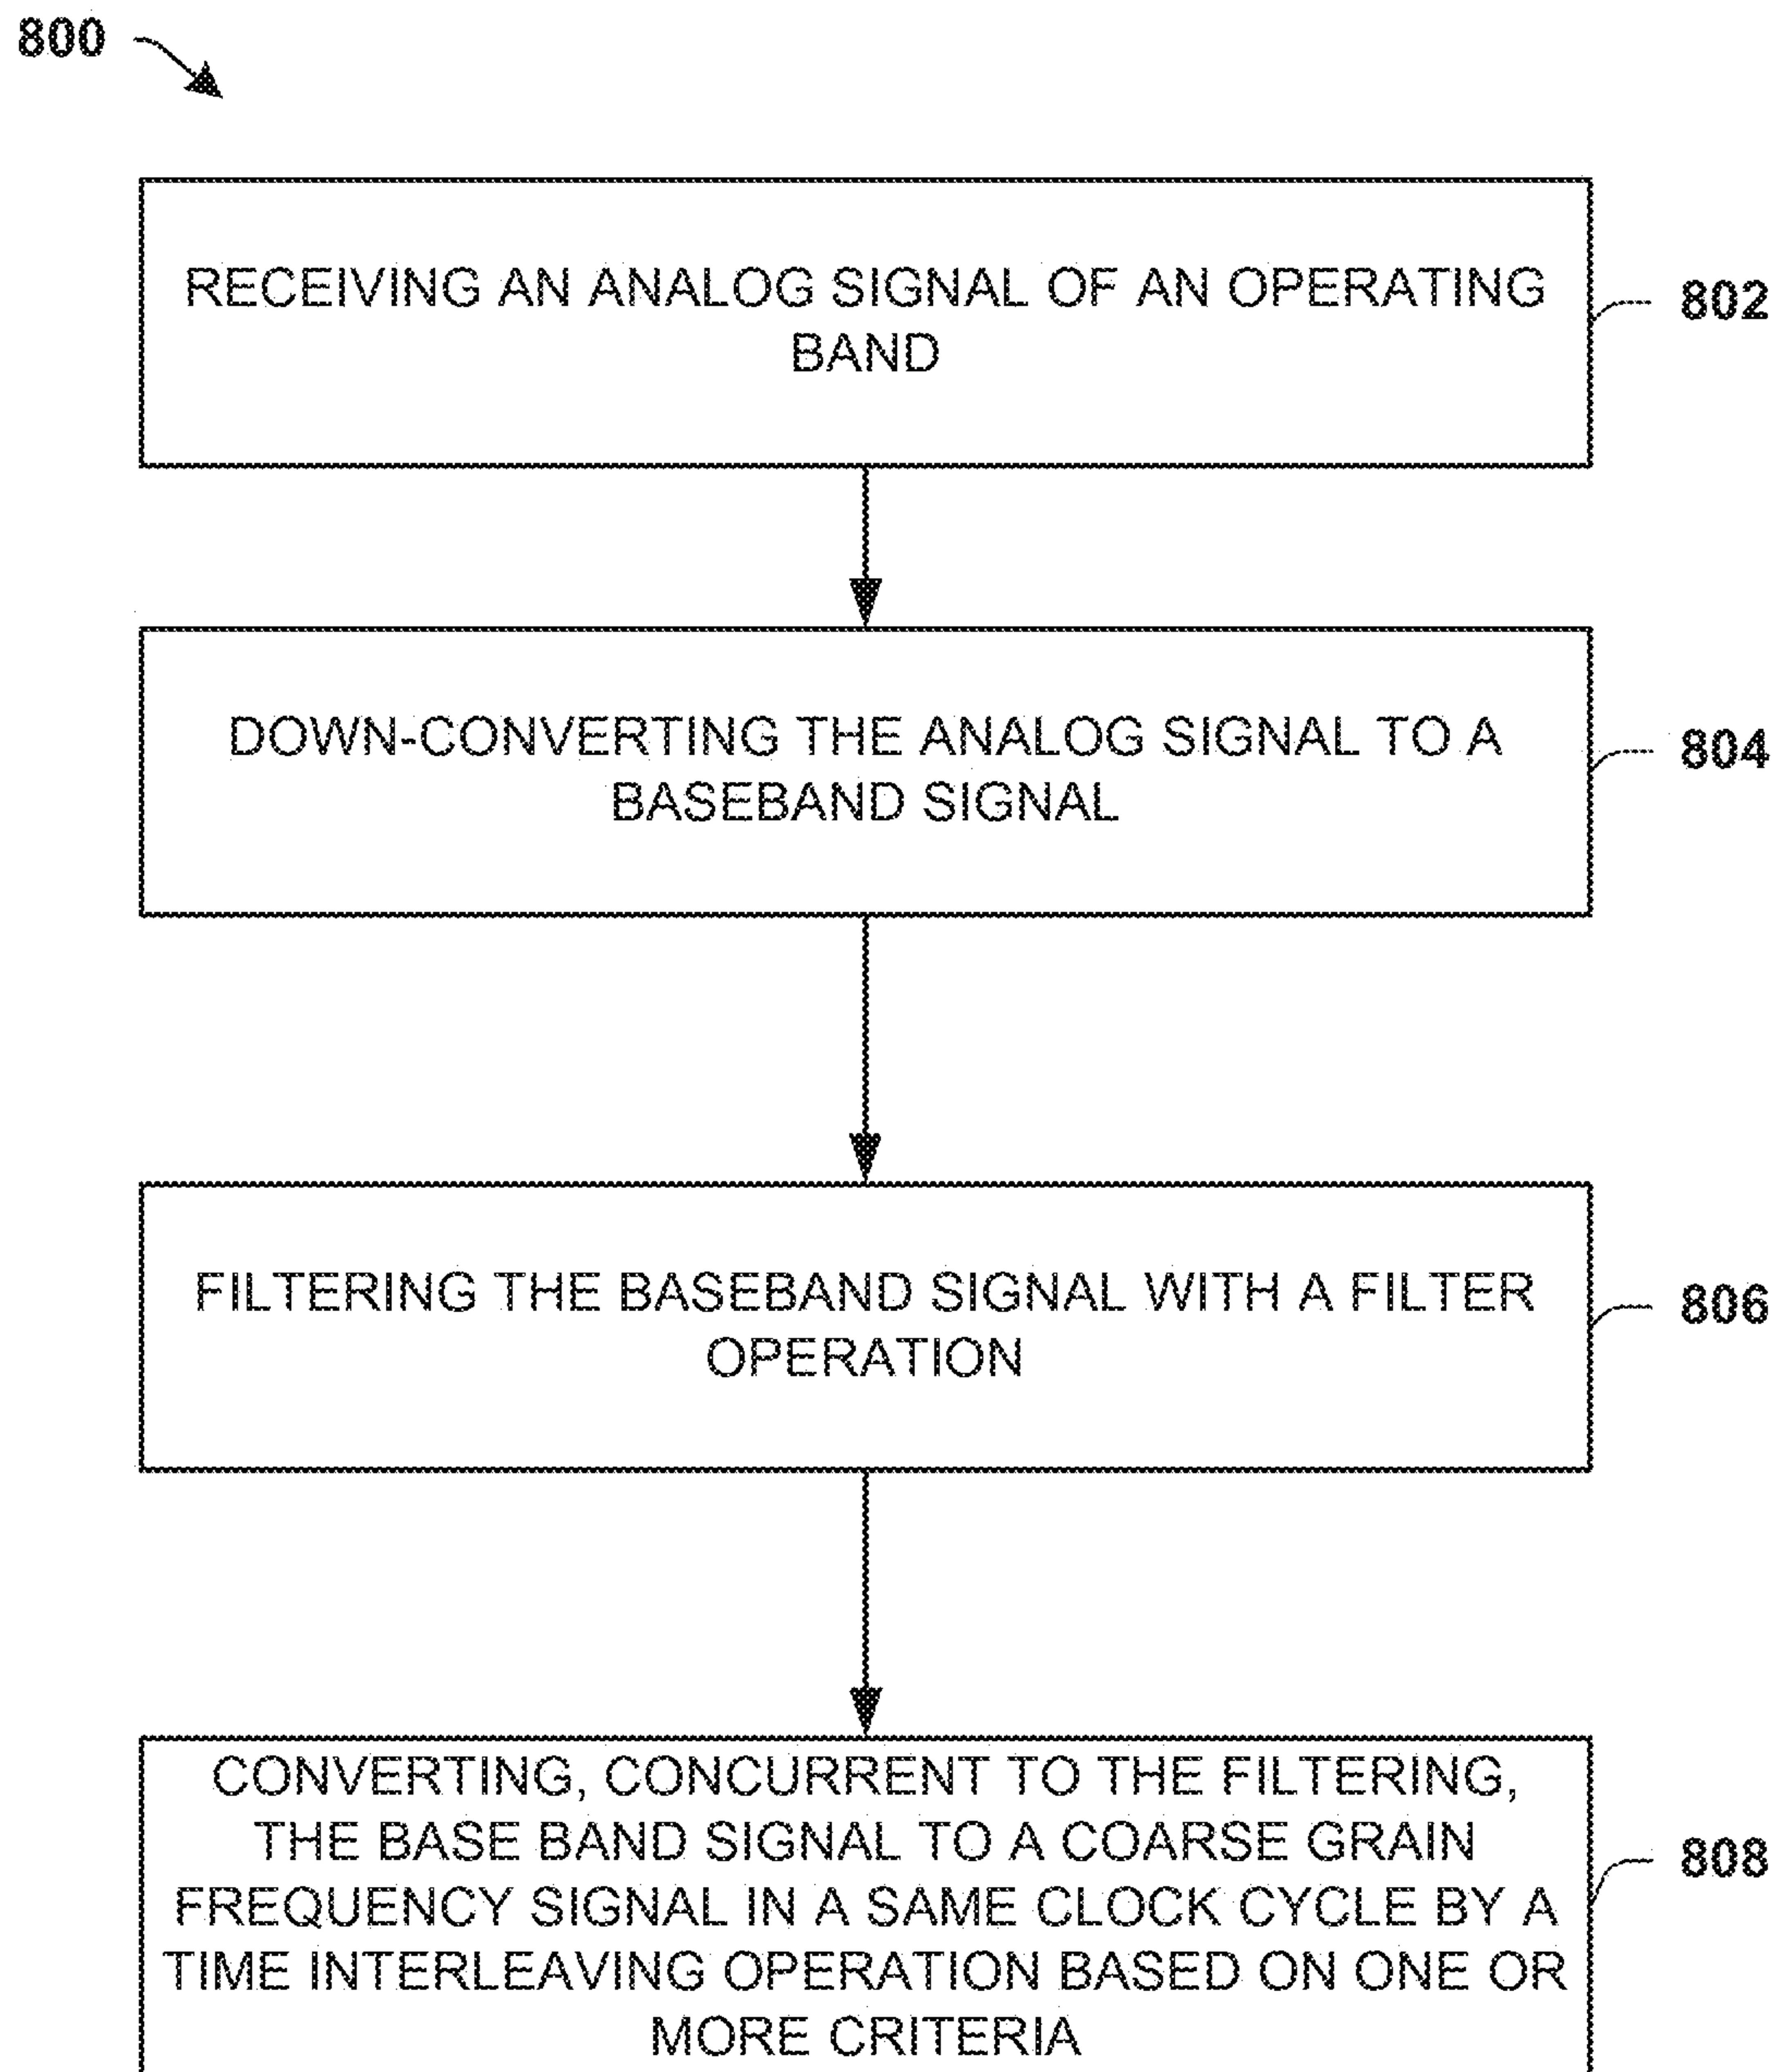 800
RECEIVING AN ANALOG SIGNAL OF AN OPERATING
BAND
802
DOWN-CONVERTING THE ANALOG SIGNAL TO A
BASEBAND SIGNAL
804
FILTERING THE BASEBAND SIGNAL WITH A FILTER
OPERATION
806
CONVERTING, CONCURRENT TO THE FILTERING,
THE BASE BAND SIGNAL TO A COARSE GRAIN
FREQUENCY SIGNAL IN A SAME CLOCK CYCLE BY A
TIME INTERLEAVING OPERATION BASED ON ONE OR
MORE CRITERIA
808